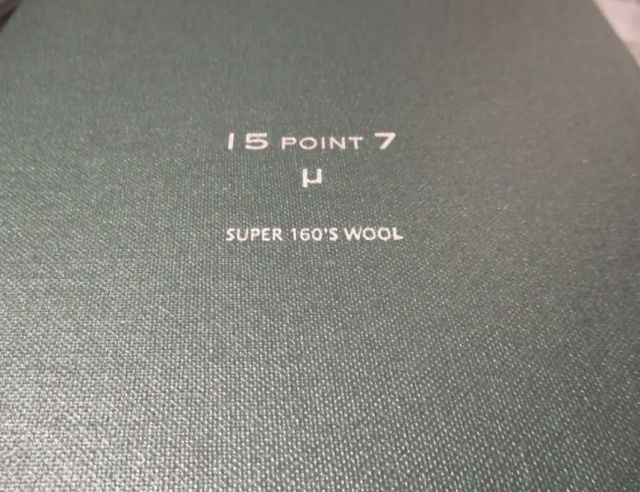 15 POINT 7
µ
SUPER 160'S WOOL